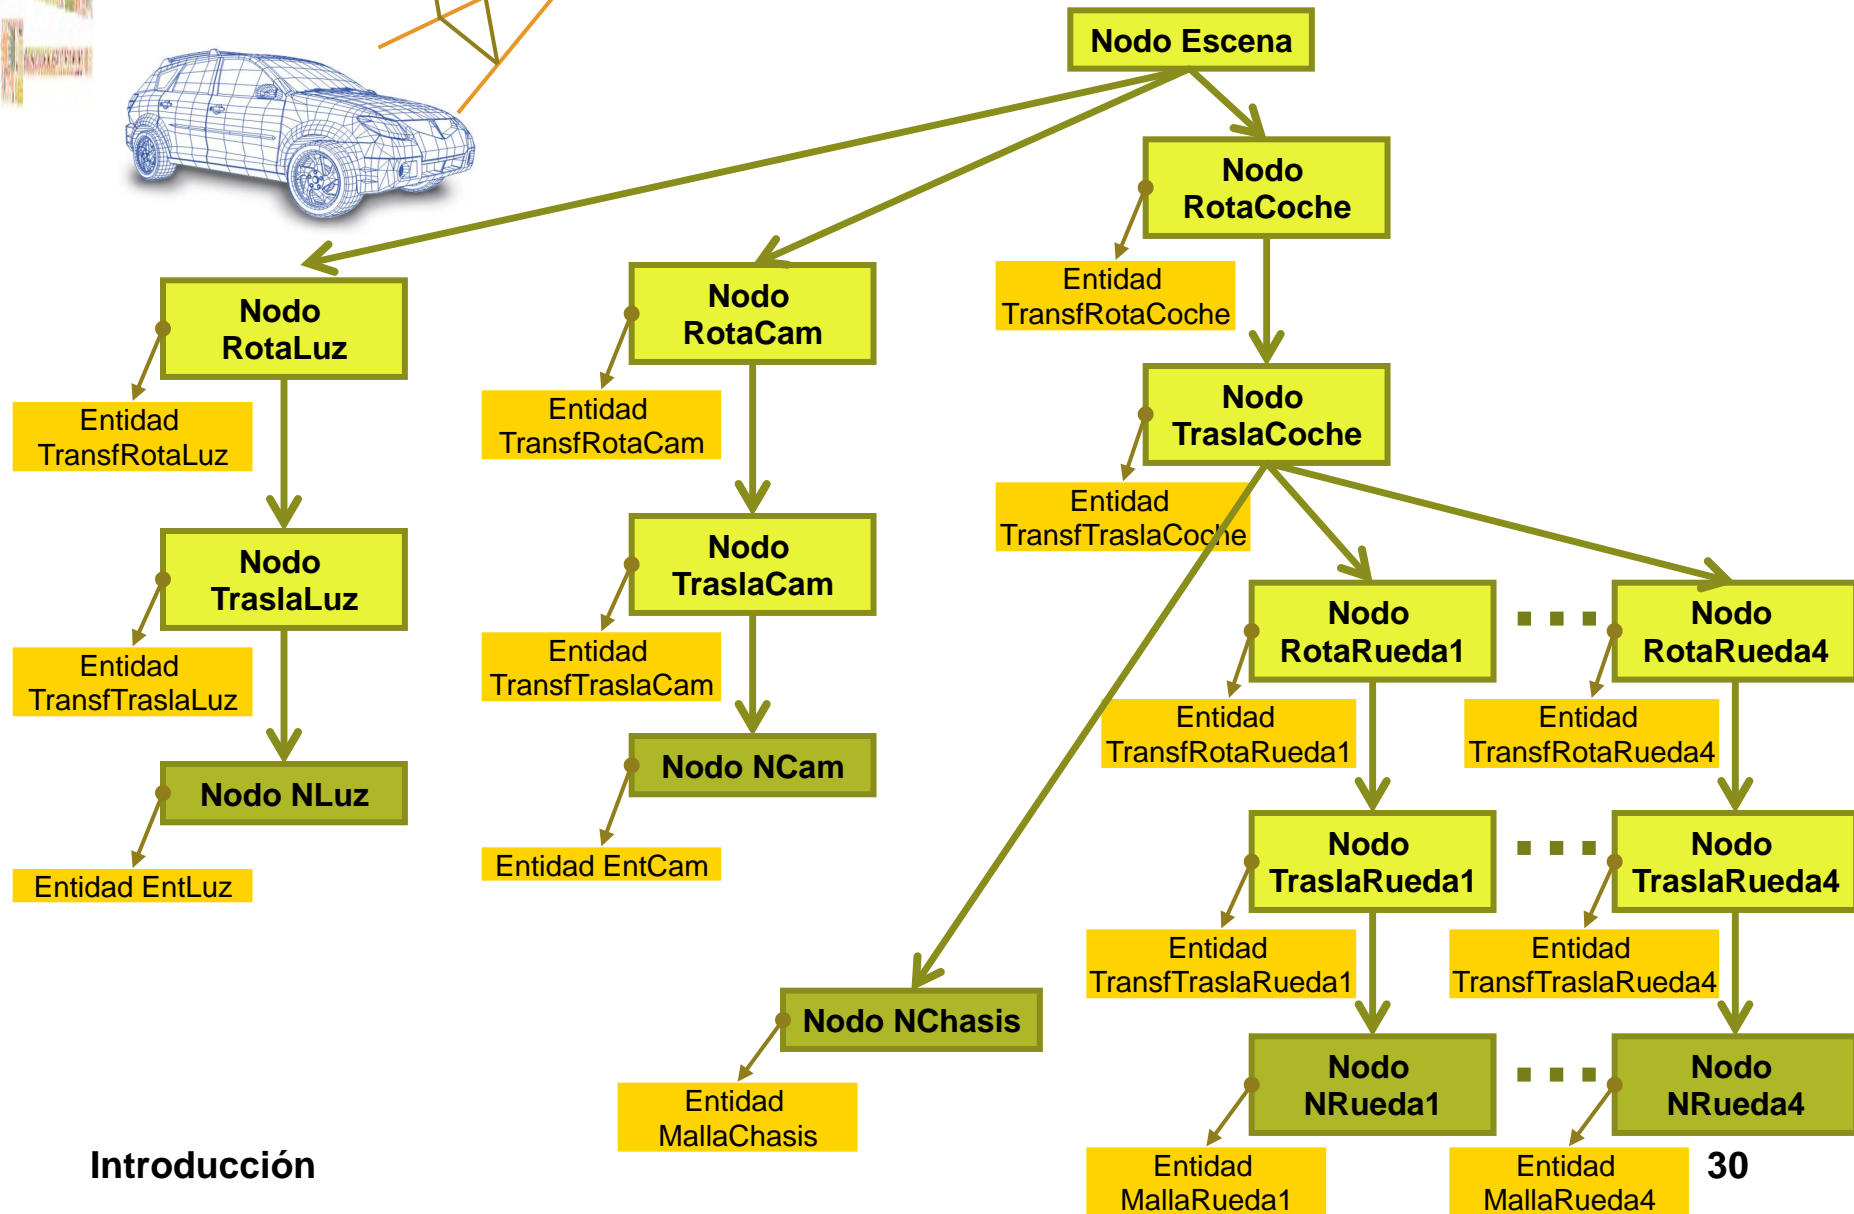 Nodo Escena
Nodo
RotaCoche
Entidad
TransfRotaCoche
Nodo
RotaLuz
Nodo
RotaCam
Entidad
TransfRotaLuz
Entidad
TransfRotaCam
Nodo
TraslaCoche
Entidad
TransfTraslaCoche
Nodo
TraslaLuz
Nodo
TraslaCam
Entidad
TransfTraslaLuz
Entidad
TransfTraslaCam
Nodo
RotaRueda1
Nodo
RotaRueda4
Entidad
TransfRotaRueda1
Entidad
TransfRotaRueda4
Nodo NLuz
Nodo NCam
Entidad EntLuz
Entidad EntCam
Nodo
TraslaRueda1
Nodo
TraslaRueda4
Entidad
TransfTraslaRueda1
Entidad
TransfTraslaRueda4
Nodo NChasis
Entidad
MallaChasis
Nodo
NRueda1
Nodo
NRueda4
Entidad
MallaRueda1
Entidad
MallaRueda4
Introducción
30